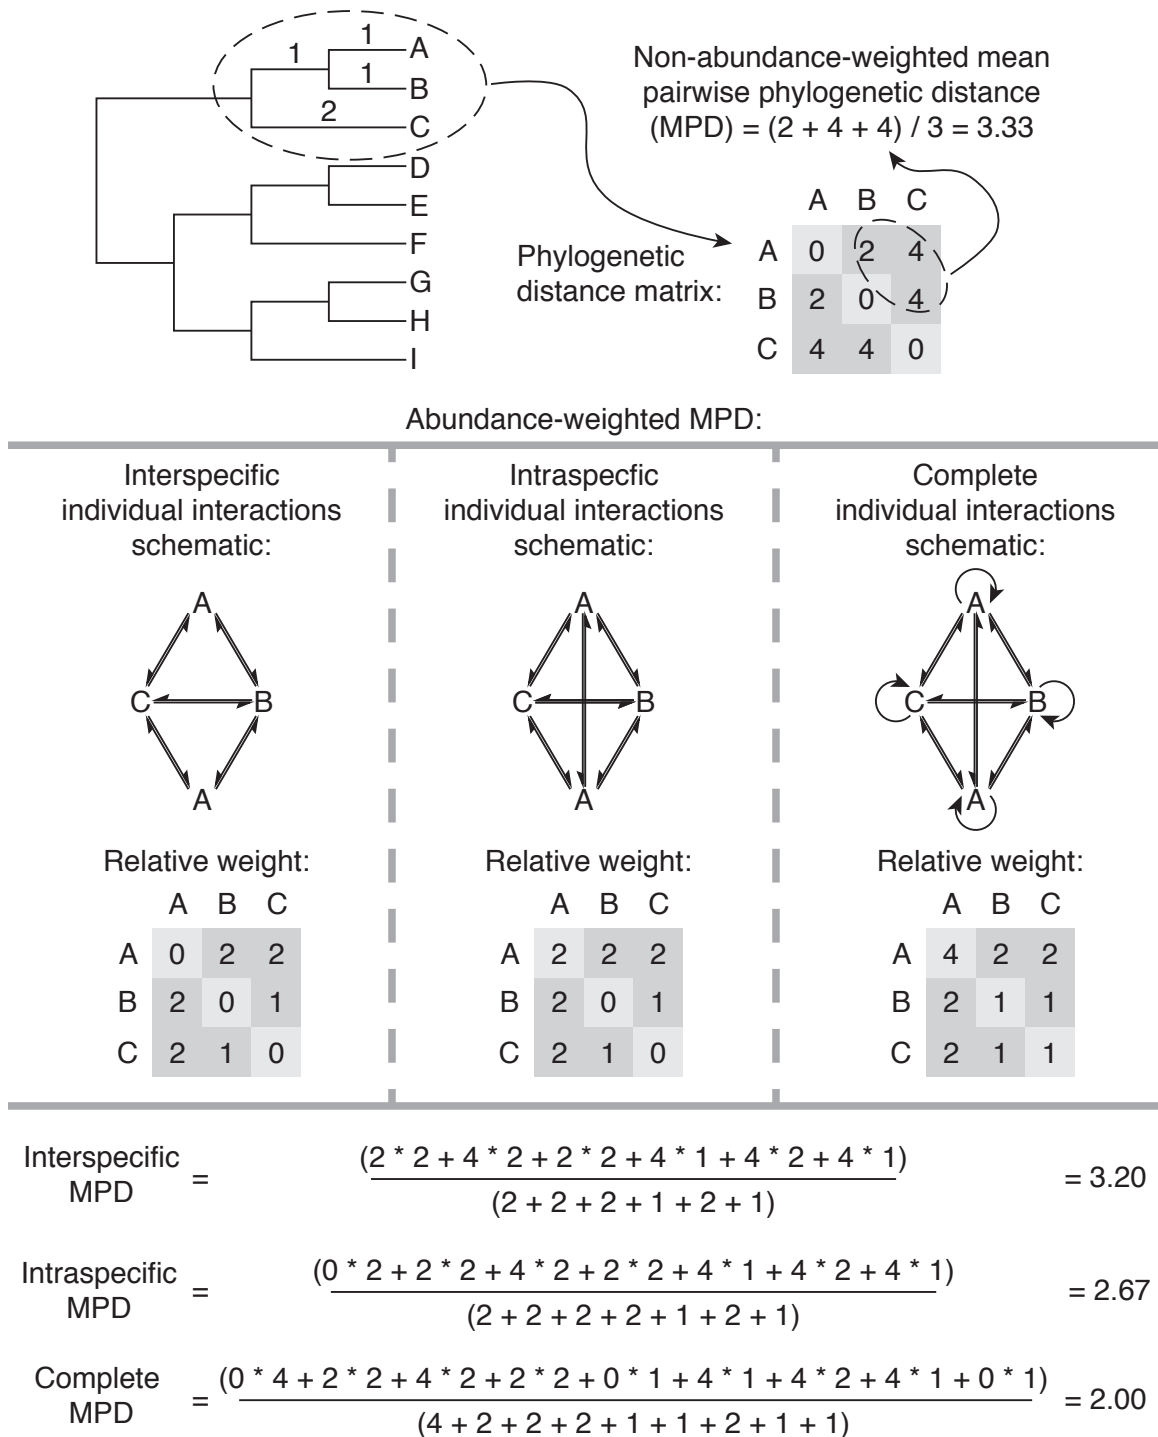 1
1
A
1
B
2
C
D
E
F
G
H
I
Non-abundance-weighted mean
pairwise phylogenetic distance
(MPD) = (2 + 4 + 4) / 3 = 3.33
Phylogenetic
distance matrix:
A B C
A 0 2 4
B 2 0 4
C 4 4 0
Abundance-weighted MPD:
Interspecific
individual interactions
schematic:
A
C B
A
Relative weight:
A B C
A 0 2 2
B 2 0 1
C 2 1 0
Intraspecfic
individual interactions
schematic:
A
C B
A
Relative weight:
A B C
A 2 2 2
B 2 0 1
C 2 1 0
Complete
individual interactions
schematic:
A
C B
A
Relative weight:
A B C
A 4 2 2
B 2 1 1
C 2 1 1
Interspecific
MPD
=
(2 * 2 + 4 * 2 + 2 * 2 + 4 * 1 + 4 * 2 + 4 * 1)
(2 + 2 + 2 + 1 + 2 + 1)
= 3.20
Intraspecific
MPD
=
(0 * 2 + 2 * 2 + 4 * 2 + 2 * 2 + 4 * 1 + 4 * 2 + 4 * 1)
(2 + 2 + 2 + 2 + 1 + 2 + 1)
= 2.67
Complete
MPD
=
(0 * 4 + 2 * 2 + 4 * 2 + 2 * 2 + 0 * 1 + 4 * 1 + 4 * 2 + 4 * 1 + 0 * 1)
(4 + 2 + 2 + 2 + 1 + 1 + 2 + 1 + 1)
= 2.00